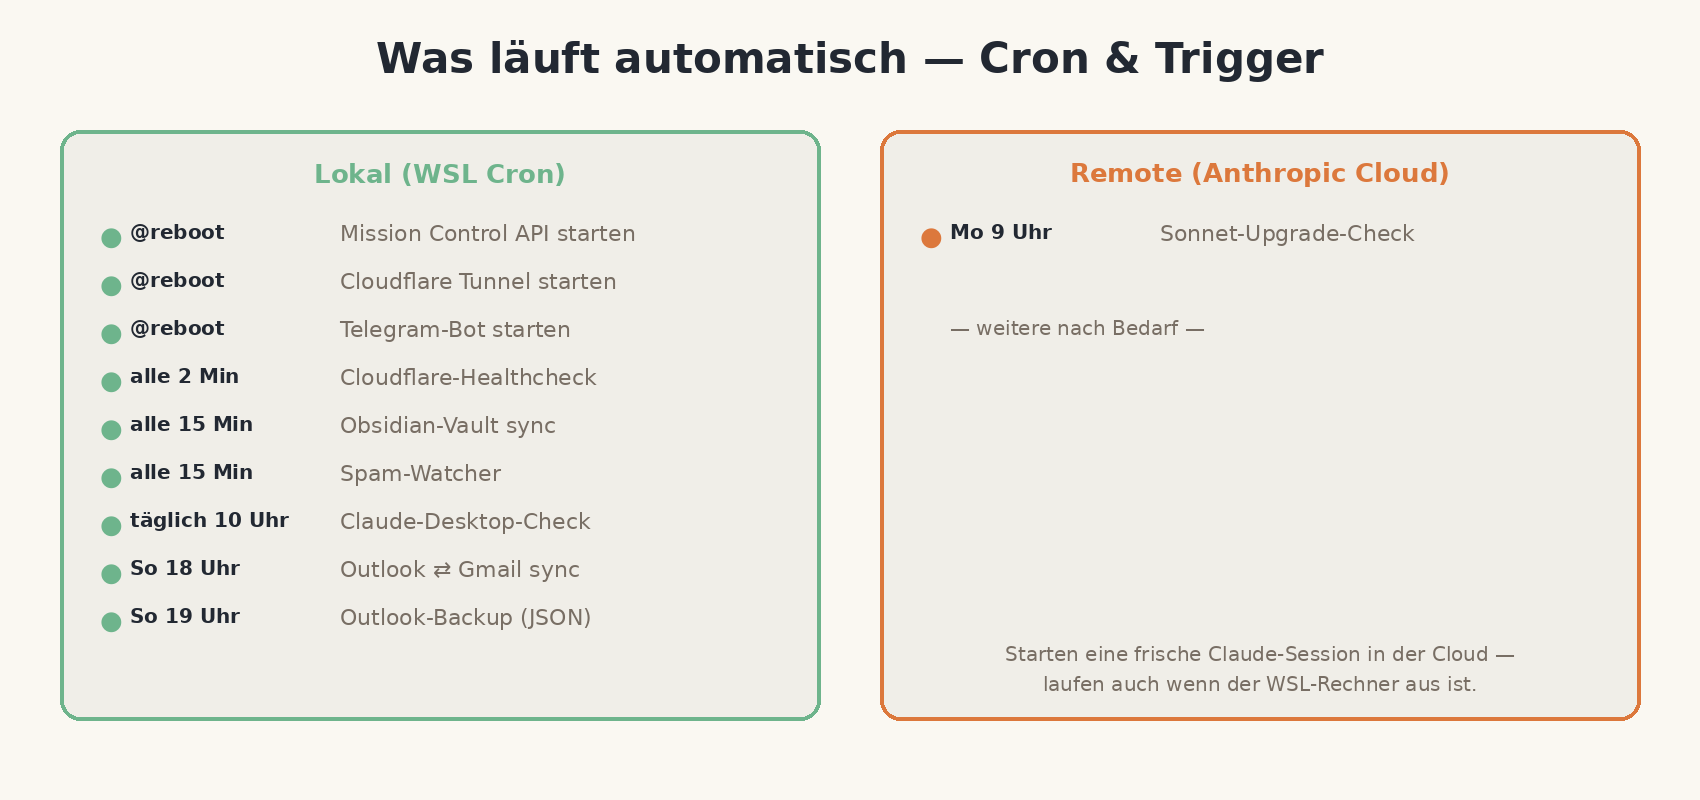 Was läuft automatisch — Cron & Trigger
Lokal (WSL Cron)
@reboot Mission Control API starten
@reboot Cloudflare Tunnel starten
@reboot Telegram-Bot starten
alle 2 Min Cloudflare-Healthcheck
alle 15 Min Obsidian-Vault sync
alle 15 Min Spam-Watcher
täglich 10 Uhr Claude-Desktop-Check
So 18 Uhr Outlook ⇄ Gmail sync
So 19 Uhr Outlook-Backup (JSON)
Remote (Anthropic Cloud)
Mo 9 Uhr Sonnet-Upgrade-Check
— weitere nach Bedarf —
Starten eine frische Claude-Session in der Cloud —
laufen auch wenn der WSL-Rechner aus ist.